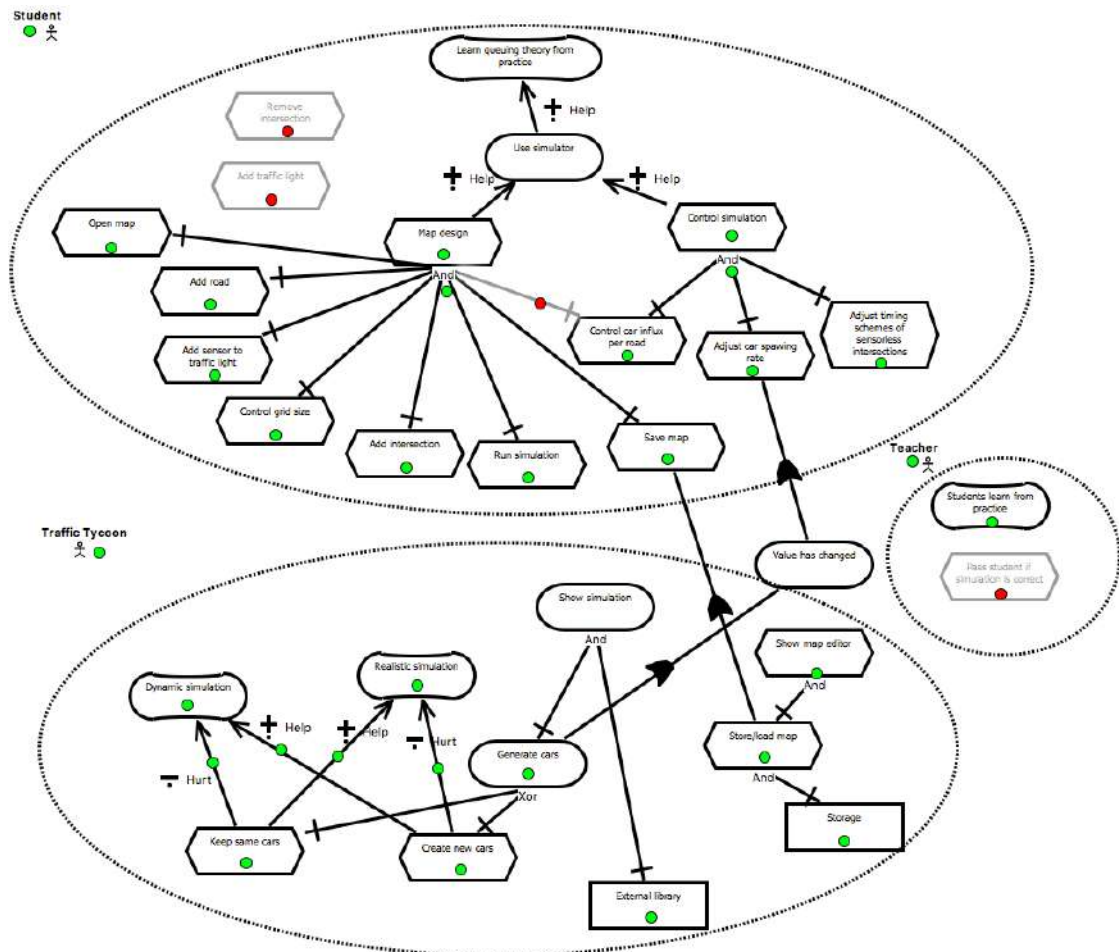 Student
Learn queuing theory from
practice
Help
Remove
intersection
Use simulator
Add traffic light
Help
Help
Open map
Map design
Control simulation
And
And
Add road
Control car influx
per road
Adjust car spawing
rate
Adjust timing
schemes of
sensorless
intersections
Add sensor to
traffic light
Control grid size
Add intersection
Run simulation
Save map
Teacher
Students learn from
practice
Pass student if
simulation is correct
Traffic Tycoon
Value has changed
Show simulation
And
Show map editor
And
Realistic simulation
Dynamic simulation
Help
Help
Hurt
Hurt
Generate cars
Xor
Store/load map
And
Storage
Keep same cars
Create new cars
External library